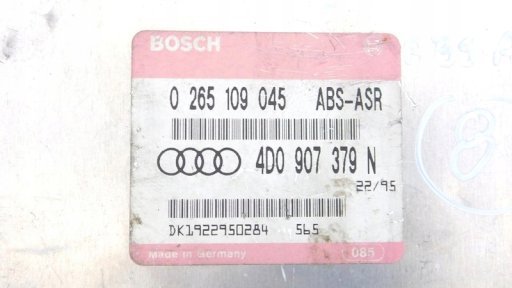 BOSCH
0 265 109 045 ABS-ASR
4D0 907 379 N
22/95
DK1922950284 565
Made in Germany 085